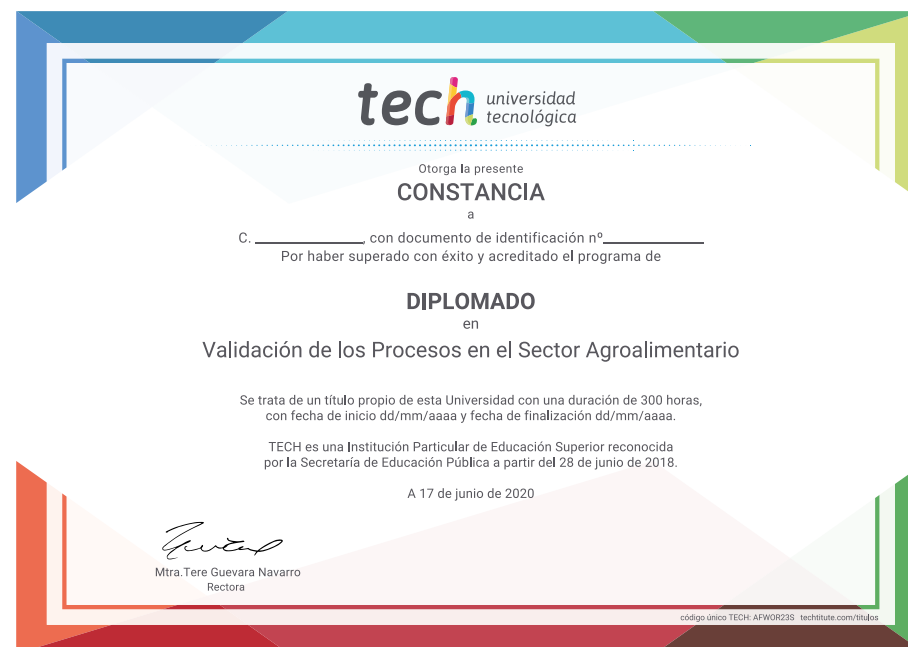 tech universidad
tecnológica
Otorga la presente
CONSTANCIA
a
C. ______________, con documento de identificación nº_____________
Por haber superado con éxito y acreditado el programa de
DIPLOMADO
en
Validación de los Procesos en el Sector Agroalimentario
Se trata de un título propio de esta Universidad con una duración de 300 horas,
con fecha de inicio dd/mm/aaaa y fecha de finalización dd/mm/aaaa.
TECH es una Institución Particular de Educación Superior reconocida
por la Secretaría de Educación Pública a partir del 28 de junio de 2018.
A 17 de junio de 2020
Mtra.Tere Guevara Navarro
Rectora
código único TECH: AFWOR23S techtitute.com/titulos